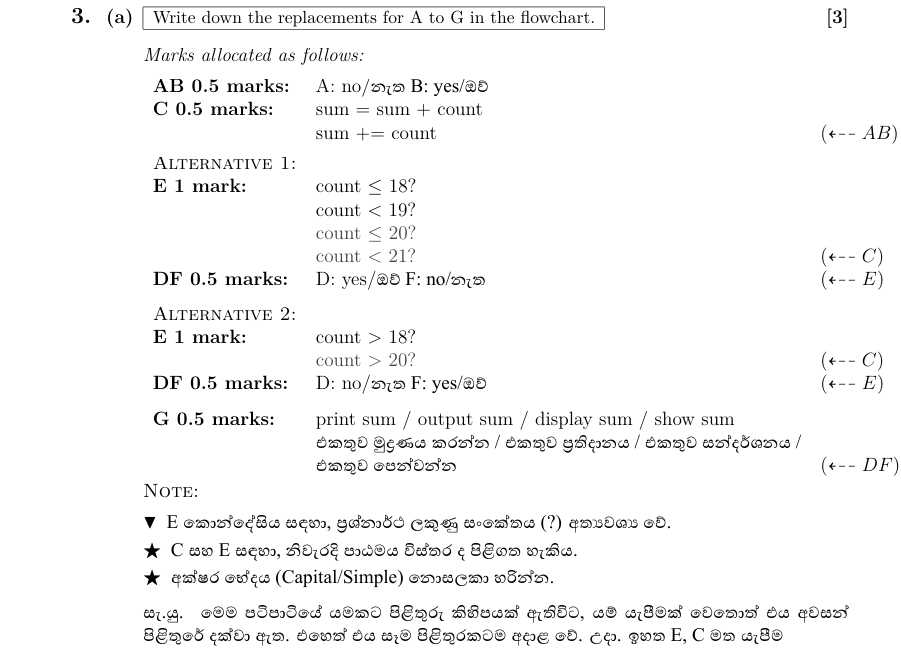 3. (a) Write down the replacements for A to G in the flowchart. [3]
Marks allocated as follows:
AB 0.5 marks: A: no/නැත B: yes/ඔව්
C 0.5 marks: sum = sum + count
sum += count (⇠ AB)
ALTERNATIVE 1:
E 1 mark: count ≤ 18?
count < 19?
count ≤ 20?
count < 21? (⇠ C)
DF 0.5 marks: D: yes/ඔව් F: no/නැත (⇠ E)
ALTERNATIVE 2:
E 1 mark: count > 18?
count > 20? (⇠ C)
DF 0.5 marks: D: no/නැත F: yes/ඔව් (⇠ E)
G 0.5 marks: print sum / output sum / display sum / show sum
එකතුව මුද්‍රණය කරන්න / එකතුව ප්‍රතිදානය / එකතුව සන්දර්ශනය /
එකතුව පෙන්වන්න (⇠ DF)
NOTE:
▼ E කොන්දේසිය සඳහා, ප්‍රශ්නාර්ථ ලකුණු සංකේතය (?) අත්‍යවශ්‍ය වේ.
★ C සහ E සඳහා, නිවැරදි පාඨමය විස්තර ද පිළිගත හැකිය.
★ අක්ෂර භේදය (Capital/Simple) නොසලකා හරින්න.
සැ.යු. මෙම පටිපාටියේ යමකට පිළිතුරු කිහිපයක් ඇතිවිට, යම් යැපීමක් වෙතොත් එය අවසන්
පිළිතුරේ දක්වා ඇත. එහෙත් එය සෑම පිළිතුරකටම අදාළ වේ. උදා. ඉහත E, C මත යැපීම